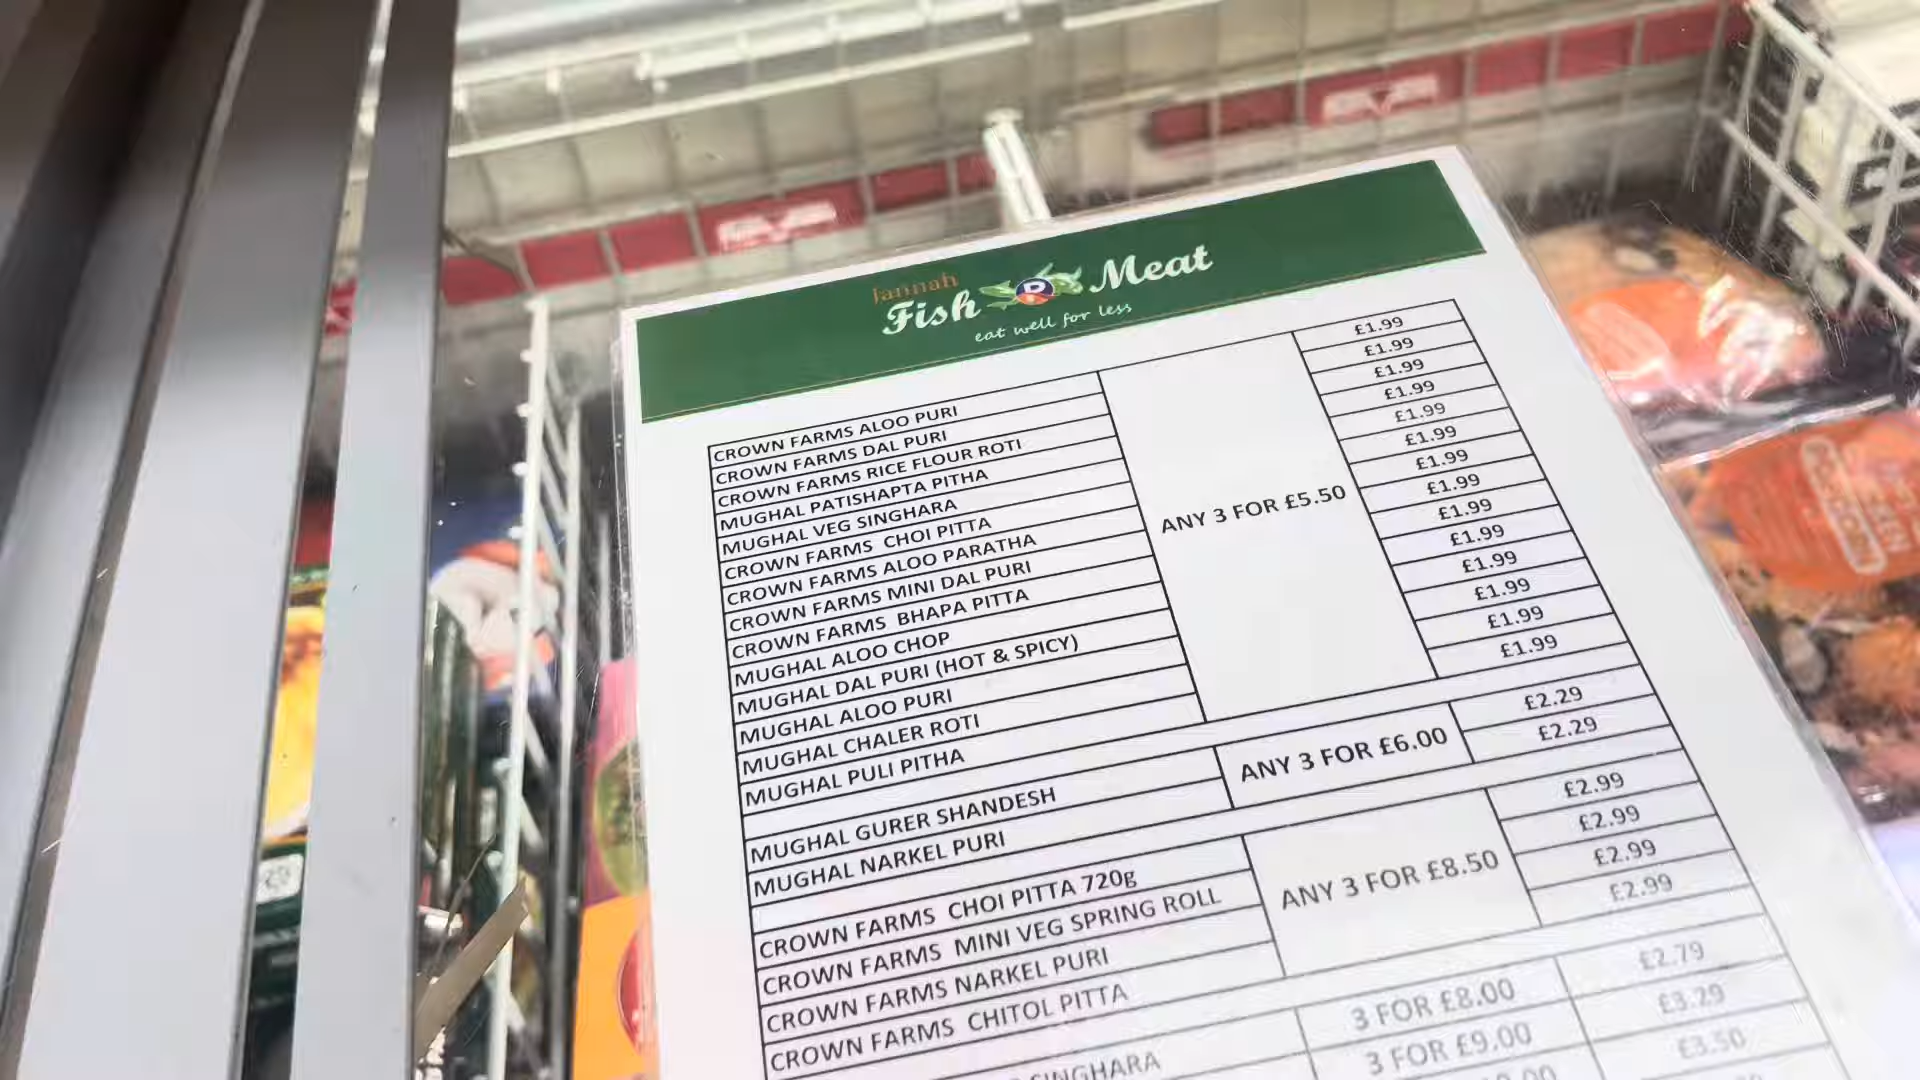 Jannah
Fish Meat
eat well for less
CROWN FARMS ALOO PURI £1.99
CROWN FARMS DAL PURI £1.99
CROWN FARMS RICE FLOUR ROTI £1.99
MUGHAL PATISHAPTA PITHA £1.99
MUGHAL VEG SINGHARA £1.99
CROWN FARMS CHOI PITTA £1.99
CROWN FARMS ALOO PARATHA £1.99
ANY 3 FOR £5.50
CROWN FARMS MINI DAL PURI £1.99
CROWN FARMS BHAPA PITTA £1.99
MUGHAL ALOO CHOP £1.99
MUGHAL DAL PURI (HOT & SPICY) £1.99
MUGHAL ALOO PURI £1.99
MUGHAL CHALER ROTI £1.99
MUGHAL PULI PITHA £1.99
MUGHAL GURER SHANDESH £2.29
ANY 3 FOR £6.00
MUGHAL NARKEL PURI £2.29
CROWN FARMS CHOI PITTA 720g £2.99
CROWN FARMS MINI VEG SPRING ROLL £2.99
ANY 3 FOR £8.50
CROWN FARMS NARKEL PURI £2.99
CROWN FARMS CHITOL PITTA £2.99
3 FOR £8.00 £2.79
SINGHARA 3 FOR £9.00 £3.29
£3.50